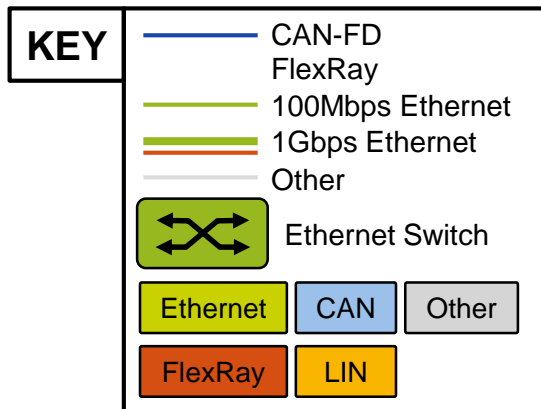 KEY
CAN-FD
FlexRay
100Mbps Ethernet
1Gbps Ethernet
Other
Ethernet Switch
Ethernet CAN Other
FlexRay LIN